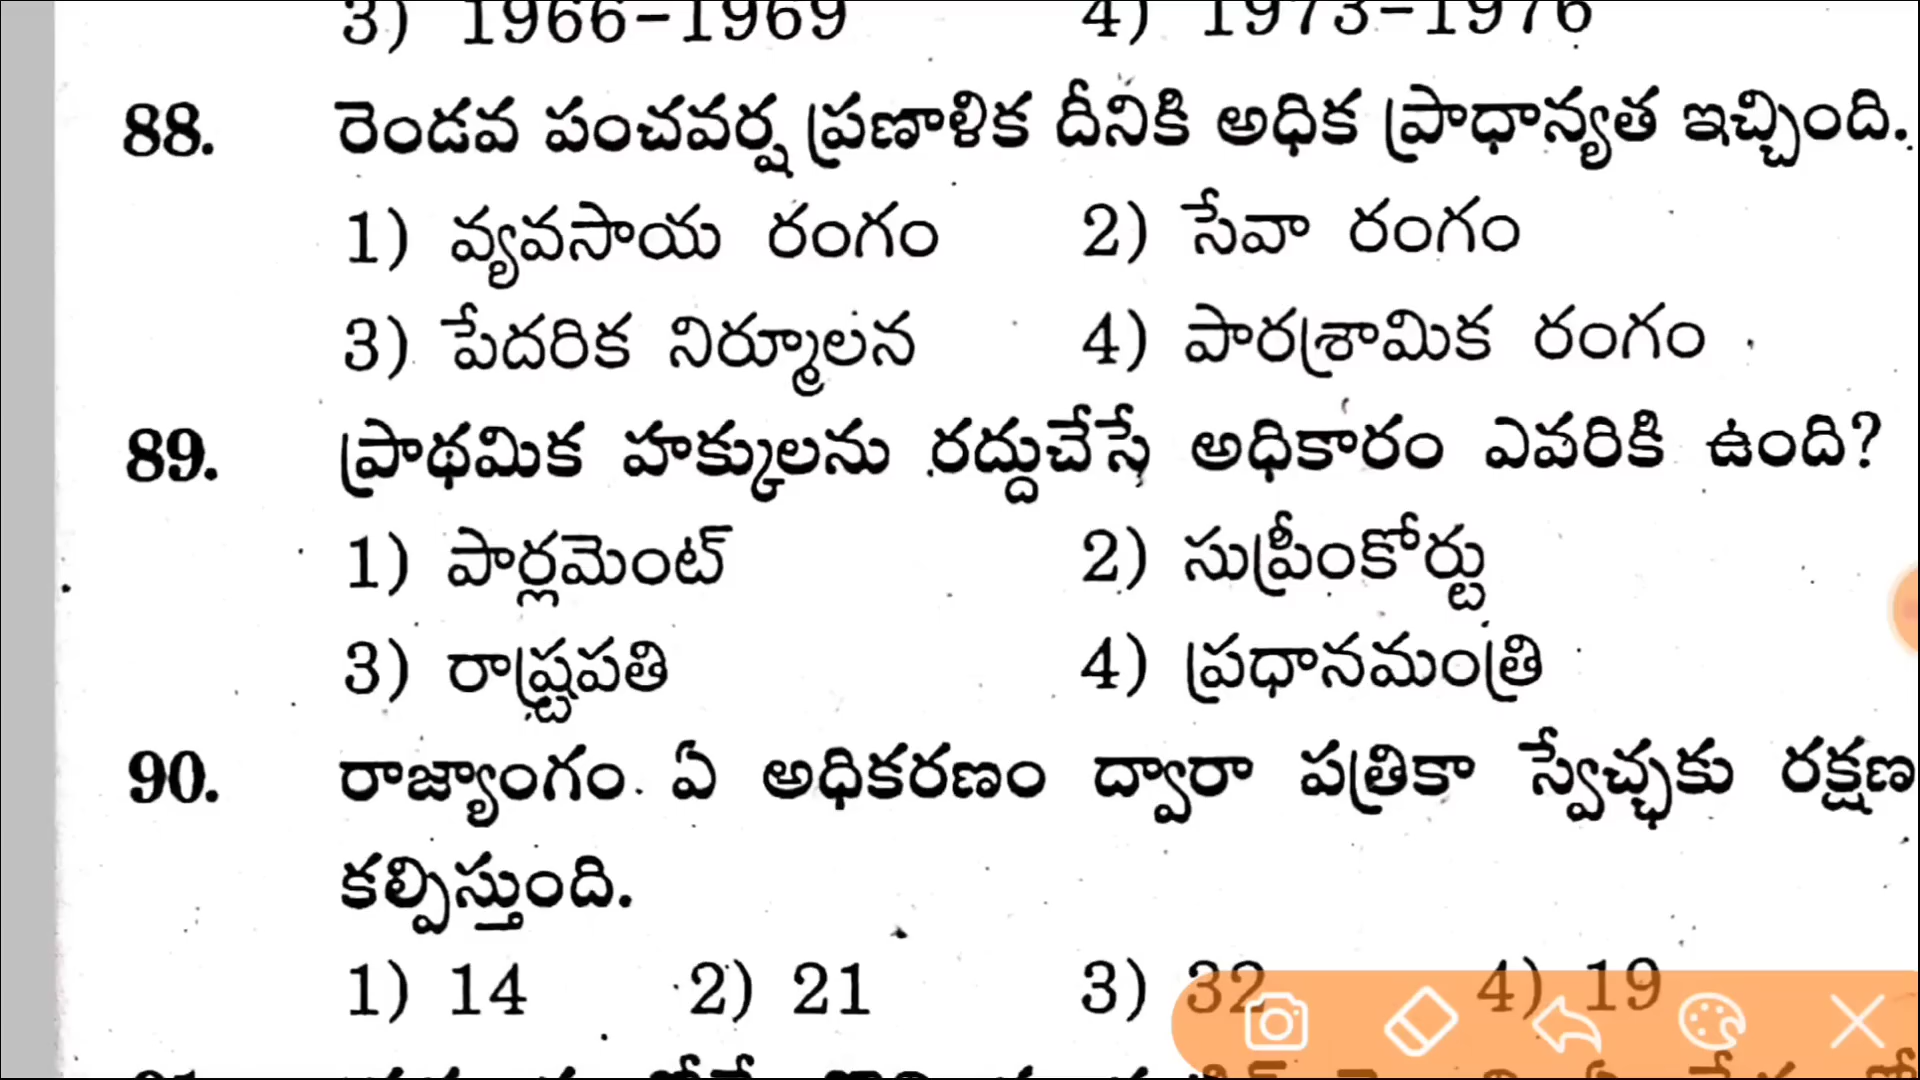 3) 1966-1969 4) 1973-1976
88. రెండవ పంచవర్ష ప్రణాళిక దీనికి అధిక ప్రాధాన్యత ఇచ్చింది.
1) వ్యవసాయ రంగం 2) సేవా రంగం
3) పేదరిక నిర్మూలన 4) పారశ్రామిక రంగం
89. ప్రాథమిక హక్కులను రద్దుచేసే అధికారం ఎవరికి ఉంది?
1) పార్లమెంట్ 2) సుప్రీంకోర్టు
3) రాష్ట్రపతి 4) ప్రధానమంత్రి
90. రాజ్యాంగం ఏ అధికరణం ద్వారా పత్రికా స్వేచ్ఛకు రక్షణ
కల్పిస్తుంది.
1) 14 2) 21 3) 32 4) 19